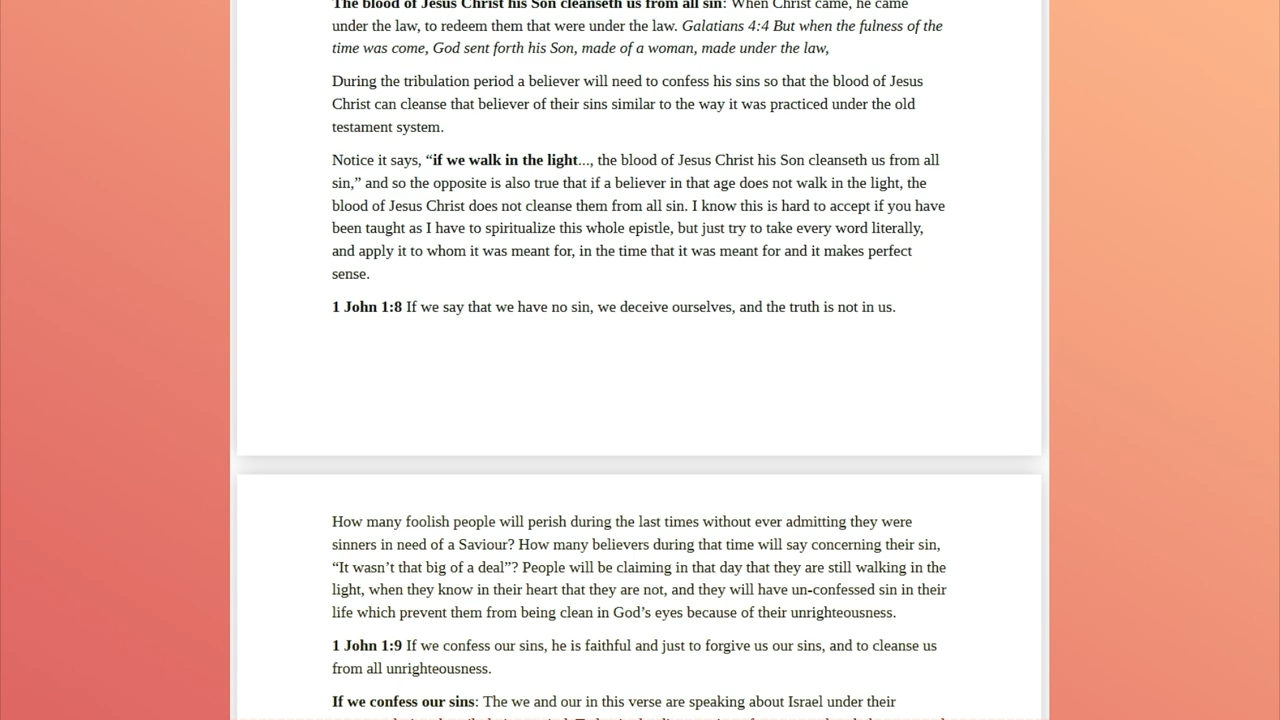 The blood of Jesus Christ his Son cleanseth us from all sin: When Christ came, he came
under the law, to redeem them that were under the law. Galatians 4:4 But when the fulness of the
time was come, God sent forth his Son, made of a woman, made under the law,
During the tribulation period a believer will need to confess his sins so that the blood of Jesus
Christ can cleanse that believer of their sins similar to the way it was practiced under the old
testament system.
Notice it says, “if we walk in the light..., the blood of Jesus Christ his Son cleanseth us from all
sin,” and so the opposite is also true that if a believer in that age does not walk in the light, the
blood of Jesus Christ does not cleanse them from all sin. I know this is hard to accept if you have
been taught as I have to spiritualize this whole epistle, but just try to take every word literally,
and apply it to whom it was meant for, in the time that it was meant for and it makes perfect
sense.
1 John 1:8 If we say that we have no sin, we deceive ourselves, and the truth is not in us.
How many foolish people will perish during the last times without ever admitting they were
sinners in need of a Saviour? How many believers during that time will say concerning their sin,
“It wasn’t that big of a deal”? People will be claiming in that day that they are still walking in the
light, when they know in their heart that they are not, and they will have un-confessed sin in their
life which prevent them from being clean in God’s eyes because of their unrighteousness.
1 John 1:9 If we confess our sins, he is faithful and just to forgive us our sins, and to cleanse us
from all unrighteousness.
If we confess our sins: The we and our in this verse are speaking about Israel under their